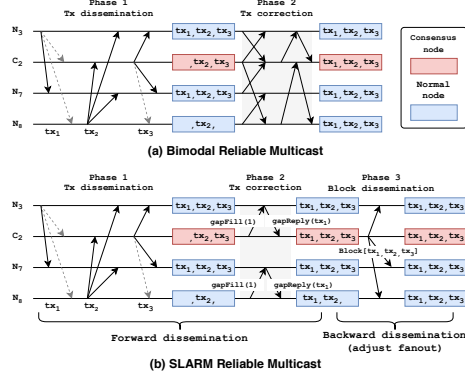 Phase 1
Tx dissemination
Phase 2
Tx correction
N3 tx1,tx2,tx3 tx1,tx2,tx3
C2 ,tx2,tx3 tx1,tx2,tx3
N7 tx1,tx2,tx3 tx1,tx2,tx3
N8 ,tx2, tx1,tx2,tx3
tx1 tx2 tx3
Consensus
node
Normal
node
(a) Bimodal Reliable Multicast
Phase 1
Tx dissemination
Phase 2
Tx correction
Phase 3
Block dissemination
N3 tx1,tx2,tx3 tx1,tx2,tx3 tx1,tx2,tx3
gapFill(1) gapReply(tx1)
C2 ,tx2,tx3 tx1,tx2,tx3 tx1,tx2,tx3
Block[tx1,tx2,tx3]
N7 tx1,tx2,tx3 tx1,tx2,tx3 tx1,tx2,tx3
gapFill(1) gapReply(tx1)
N8 ,tx2, tx1,tx2, tx1,tx2,tx3
tx1 tx2 tx3
Forward dissemination
Backward dissemination
(adjust fanout)
(b) SLARM Reliable Multicast